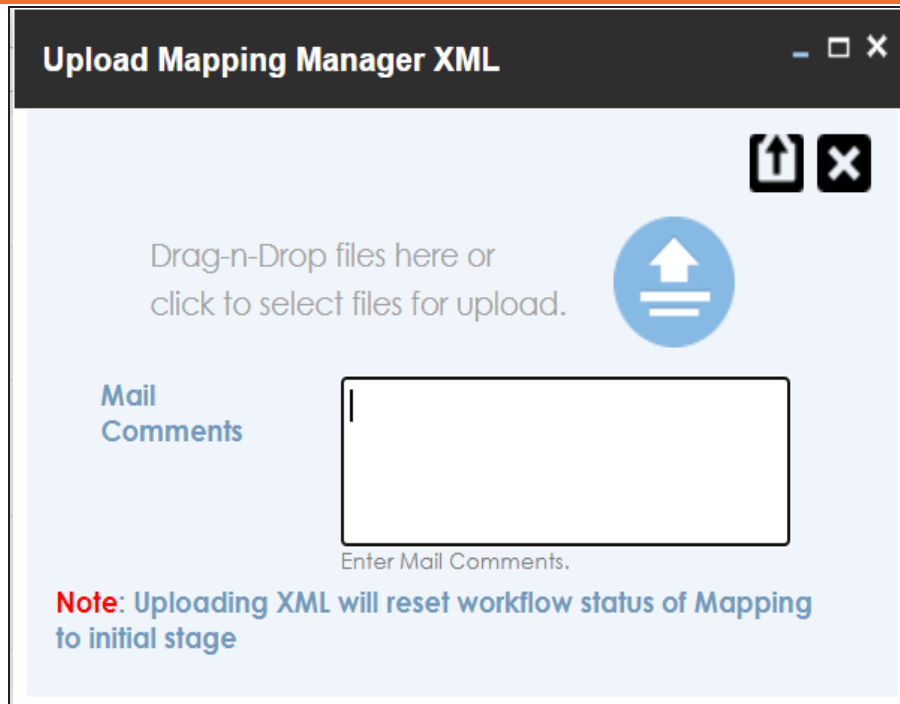 Upload Mapping Manager XML
Drag-n-Drop files here or
click to select files for upload.
Mail
Comments
Enter Mail Comments.
Note: Uploading XML will reset workflow status of Mapping
to initial stage